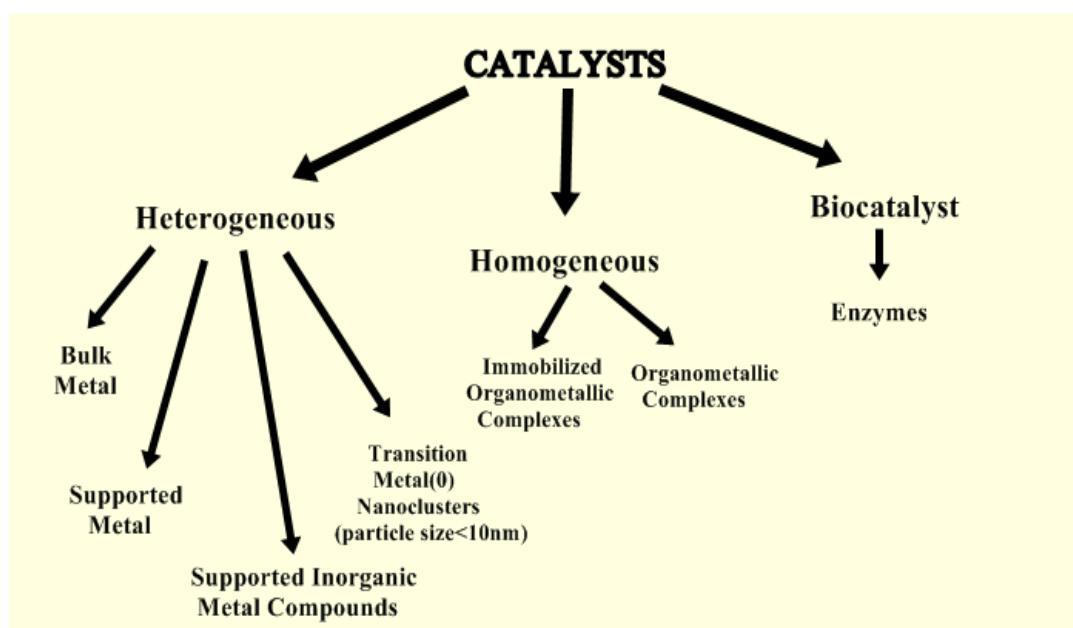 CATALYSTS
Heterogeneous
Homogeneous
Biocatalyst
Bulk
Metal
Supported
Metal
Supported Inorganic
Metal Compounds
Transition
Metal(0)
Nanoclusters
(particle size<10nm)
Immobilized
Organometallic
Complexes
Organometallic
Complexes
Enzymes